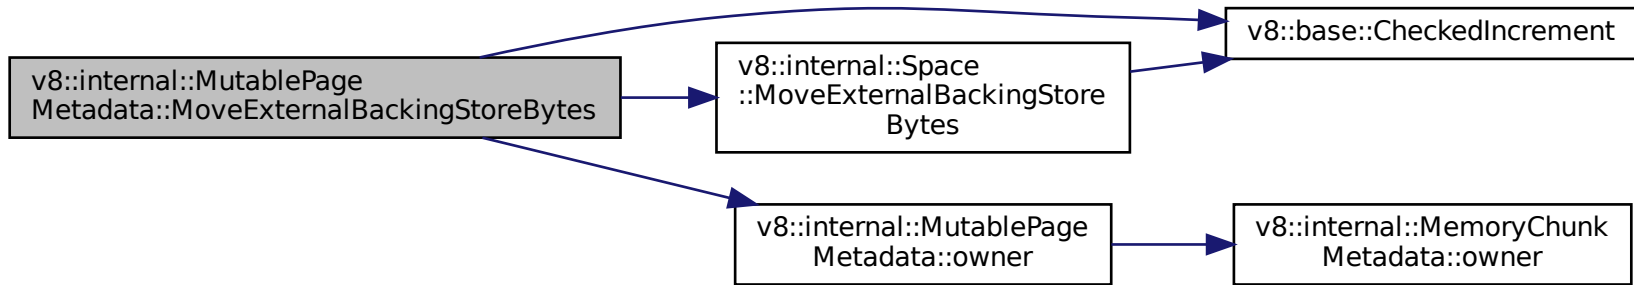 v8::internal::MutablePage
Metadata::MoveExternalBackingStoreBytes
v8::internal::Space
::MoveExternalBackingStore
Bytes
v8::base::CheckedIncrement
v8::internal::MutablePage
Metadata::owner
v8::internal::MemoryChunk
Metadata::owner